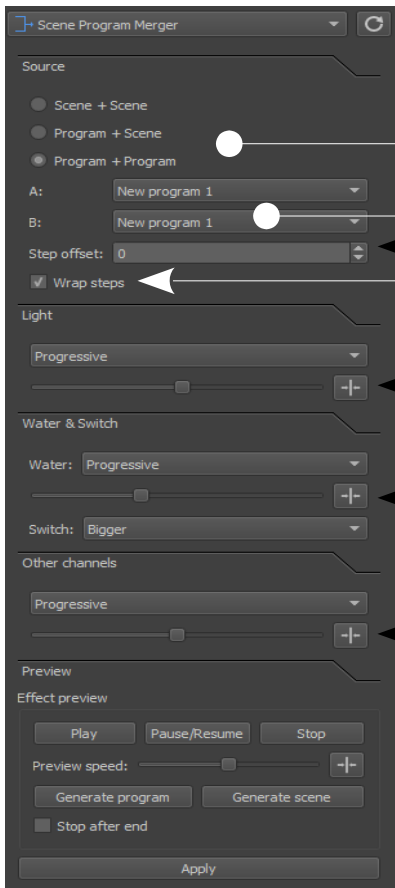 Scene Program Merger
Source
Scene + Scene
Program + Scene
Program + Program
A: New program 1
B: New program 1
Step offset: 0
Wrap steps
Light
Progressive
Water & Switch
Water: Progressive
Switch: Bigger
Other channels
Progressive
Preview
Effect preview
Play Pause/Resume Stop
Preview speed:
Generate program Generate scene
Stop after end
Apply